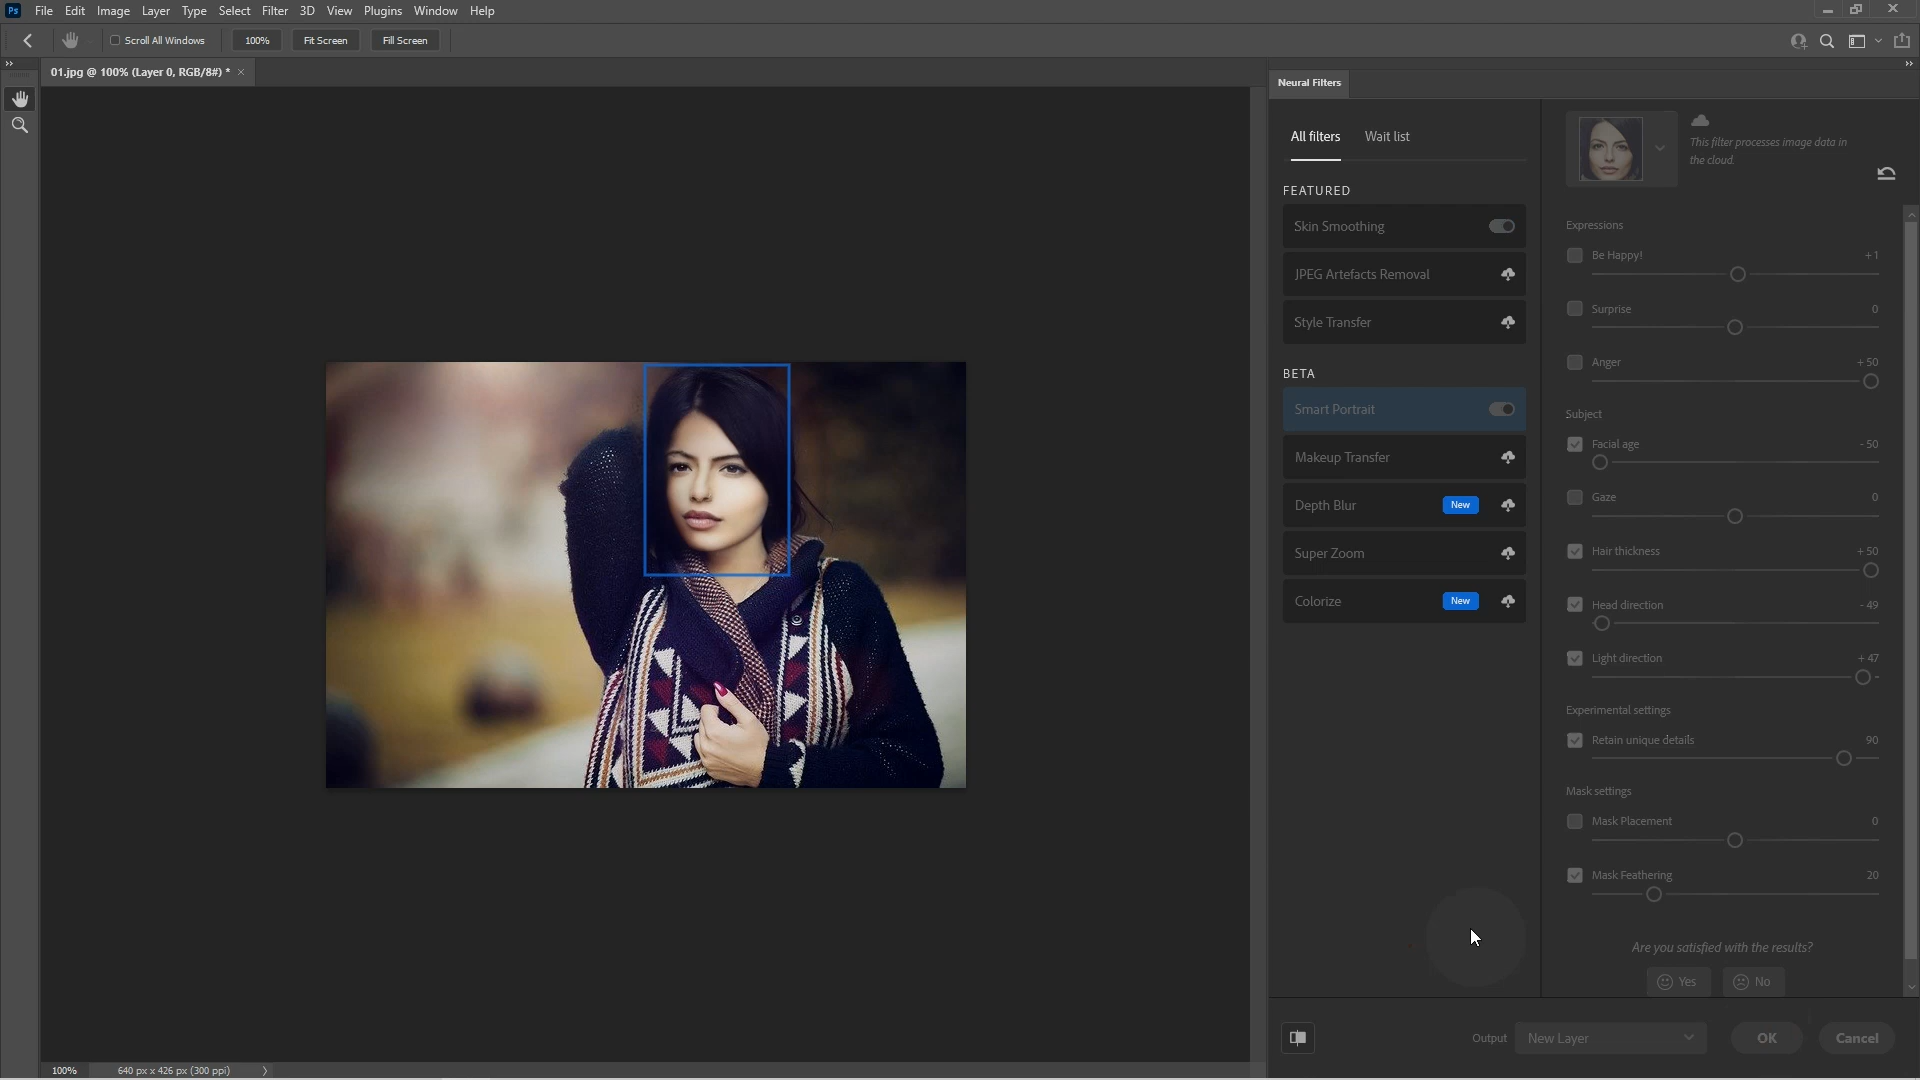 Ps File Edit Image Layer Type Select Filter 3D View Plugins Window Help
Scroll All Windows 100% Fit Screen Fill Screen
01.jpg @ 100% (Layer 0, RGB/8#) *
Neural Filters
All filters Wait list
FEATURED
Skin Smoothing
JPEG Artefacts Removal
Style Transfer
BETA
Smart Portrait
Makeup Transfer
Depth Blur New
Super Zoom
Colorize New
This filter processes image data in
the cloud.
Expressions
Be Happy! +1
Surprise 0
Anger +50
Subject
Facial age -50
Gaze 0
Hair thickness +50
Head direction -49
Light direction +47
Experimental settings
Retain unique details 90
Mask settings
Mask Placement 0
Mask Feathering 20
Are you satisfied with the results?
Yes No
Output New Layer OK Cancel
100% 640 px x 426 px (300 ppi)